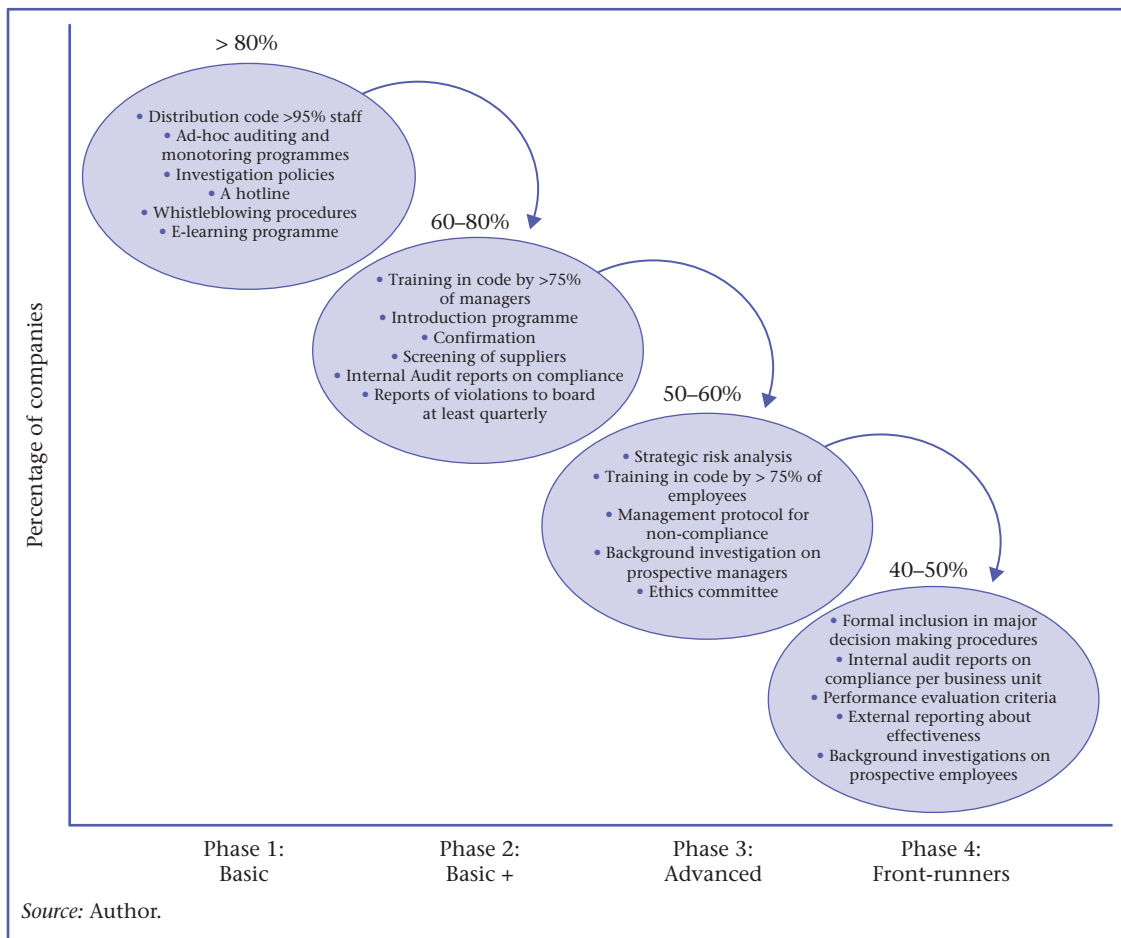 > 80%
• Distribution code >95% staff
• Ad-hoc auditing and
monotoring programmes
• Investigation policies
• A hotline
• Whistleblowing procedures
• E-learning programme
60–80%
• Training in code by >75%
of managers
• Introduction programme
• Confirmation
• Screening of suppliers
• Internal Audit reports on compliance
• Reports of violations to board
at least quarterly
50–60%
• Strategic risk analysis
• Training in code by > 75% of
employees
• Management protocol for
non-compliance
• Background investigation on
prospective managers
• Ethics committee
40–50%
• Formal inclusion in major
decision making procedures
• Internal audit reports on
compliance per business unit
• Performance evaluation criteria
• External reporting about
effectiveness
• Background investigations on
prospective employees
Percentage of companies
Phase 1:
Basic
Phase 2:
Basic +
Phase 3:
Advanced
Phase 4:
Front-runners
Source: Author.